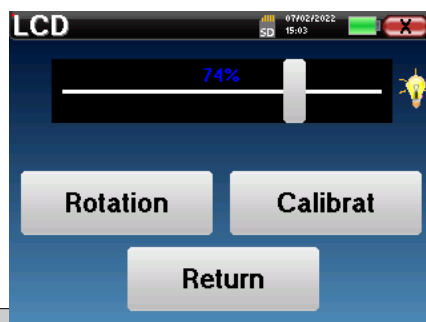 LCD
SD
07/02/2022
15:03
X
74%
Rotation
Calibrat
Return